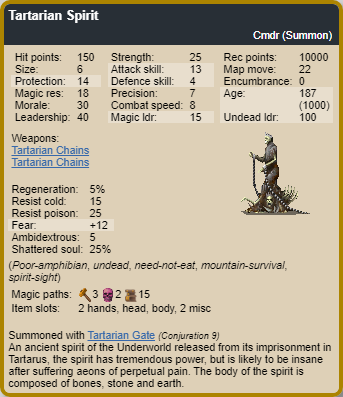 Tartarian Spirit
Cmdr (Summon)
Hit points: 150 Strength: 25 Rec points: 10000
Size: 6 Attack skill: 13 Map move: 22
Protection: 14 Defence skill: 4 Encumbrance: 0
Magic res: 18 Precision: 7 Age: 187
Morale: 30 Combat speed: 8 (1000)
Leadership: 40 Magic ldr: 15 Undead ldr: 100
Weapons:
Tartarian Chains
Tartarian Chains
Regeneration: 5%
Resist cold: 15
Resist poison: 25
Fear: +12
Ambidextrous: 5
Shattered soul: 25%
(Poor-amphibian, undead, need-not-eat, mountain-survival,
spirit-sight)
Magic paths: 3 2 15
Item slots: 2 hands, head, body, 2 misc
Summoned with Tartarian Gate (Conjuration 9)
An ancient spirit of the Underworld released from its imprisonment in
Tartarus, the spirit has tremendous power, but is likely to be insane
after suffering aeons of perpetual pain. The body of the spirit is
composed of bones, stone and earth.